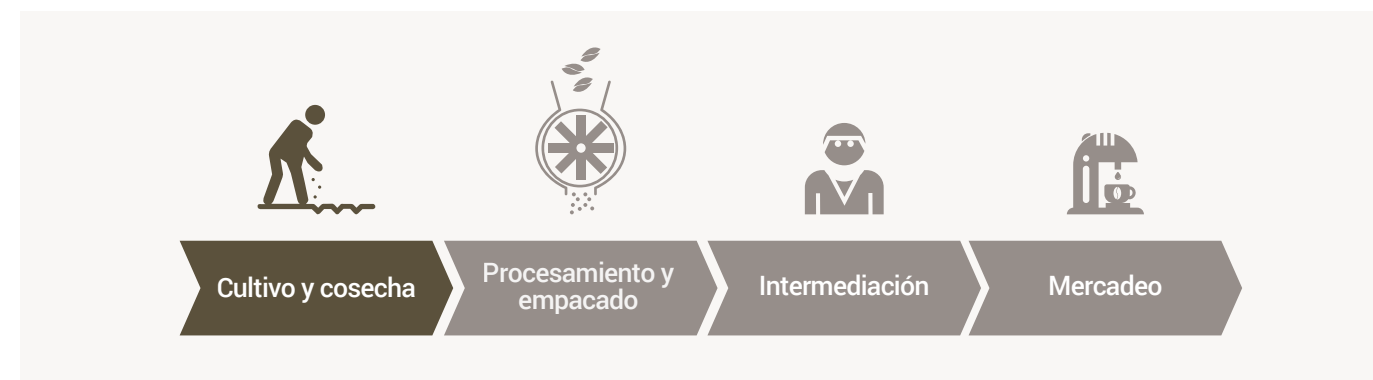 Cultivo y cosecha
Procesamiento y
empacado
Intermediación
Mercadeo